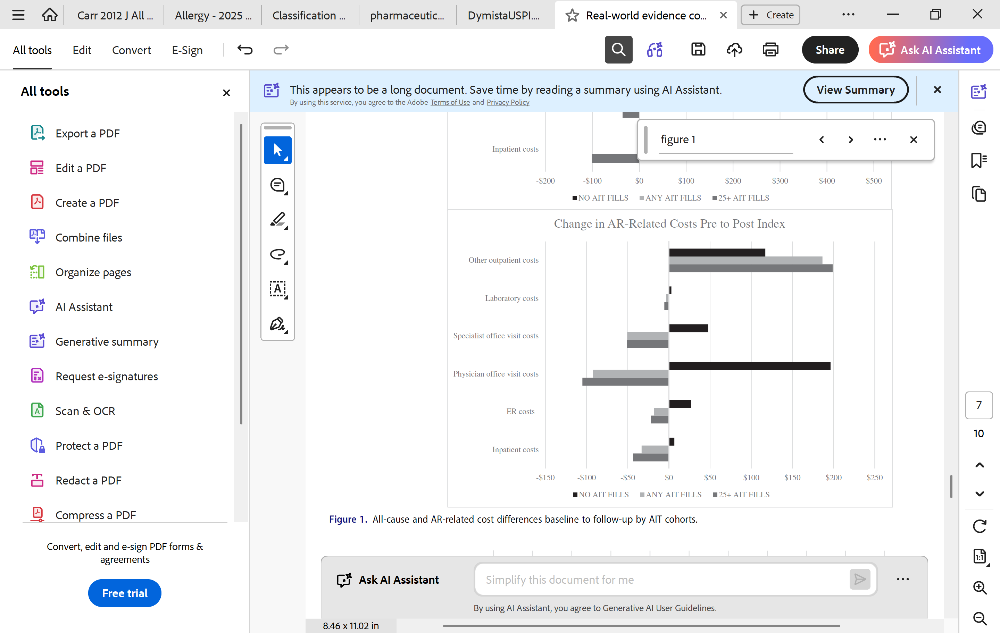 Carr 2012 J All ...
Allergy - 2025 ...
Classification ...
pharmaceutic...
DymistaUSPI....
Real-world evidence co...
Create
All tools
Edit
Convert
E-Sign
Share
Ask AI Assistant
All tools
Export a PDF
Edit a PDF
Create a PDF
Combine files
Organize pages
AI Assistant
Generative summary
Request e-signatures
Scan & OCR
Protect a PDF
Redact a PDF
Compress a PDF
Convert, edit and e-sign PDF forms &
agreements
Free trial
This appears to be a long document. Save time by reading a summary using AI Assistant.
By using this service, you agree to the Adobe Terms of Use and Privacy Policy
View Summary
figure 1
Inpatient costs
-$200 -$100 $0 $100 $200 $300 $400 $500
NO AIT FILLS ANY AIT FILLS 25+ AIT FILLS
Change in AR-Related Costs Pre to Post Index
Other outpatient costs
Laboratory costs
Specialist office visit costs
Physician office visit costs
ER costs
Inpatient costs
-$150 -$100 -$50 $0 $50 $100 $150 $200 $250
NO AIT FILLS ANY AIT FILLS 25+ AIT FILLS
Figure 1. All-cause and AR-related cost differences baseline to follow-up by AIT cohorts.
Ask AI Assistant
Simplify this document for me
By using AI Assistant, you agree to Generative AI User Guidelines.
8.46 x 11.02 in
7
10
1:1